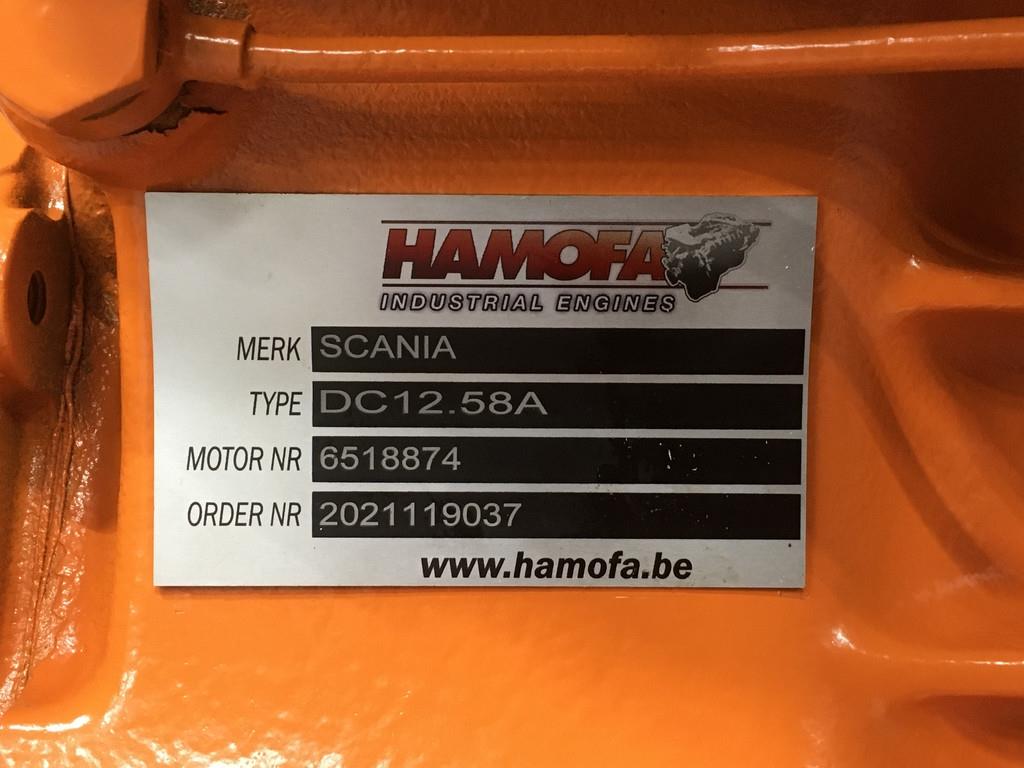 HAMOFA
INDUSTRIAL ENGINES
MERK SCANIA
TYPE DC12.58A
MOTOR NR 6518874
ORDER NR 2021119037
www.hamofa.be